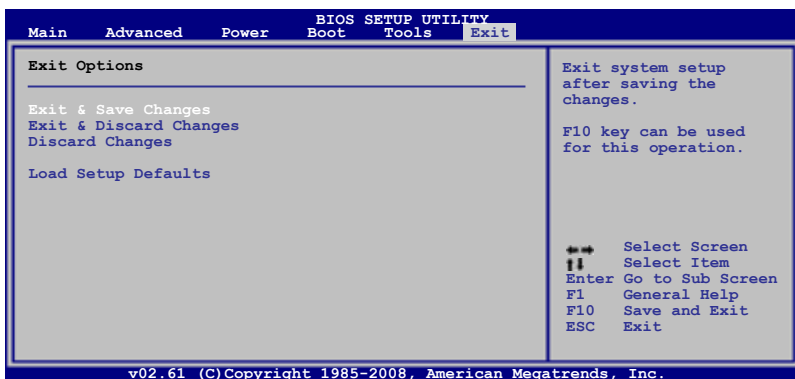 BIOS SETUP UTILITY
Main Advanced Power Boot Tools Exit
Exit Options
Exit & Save Changes
Exit & Discard Changes
Discard Changes
Load Setup Defaults
Exit system setup
after saving the
changes.
F10 key can be used
for this operation.
←→ Select Screen
↑↓ Select Item
Enter Go to Sub Screen
F1 General Help
F10 Save and Exit
ESC Exit
v02.61 (C)Copyright 1985-2008, American Megatrends, Inc.